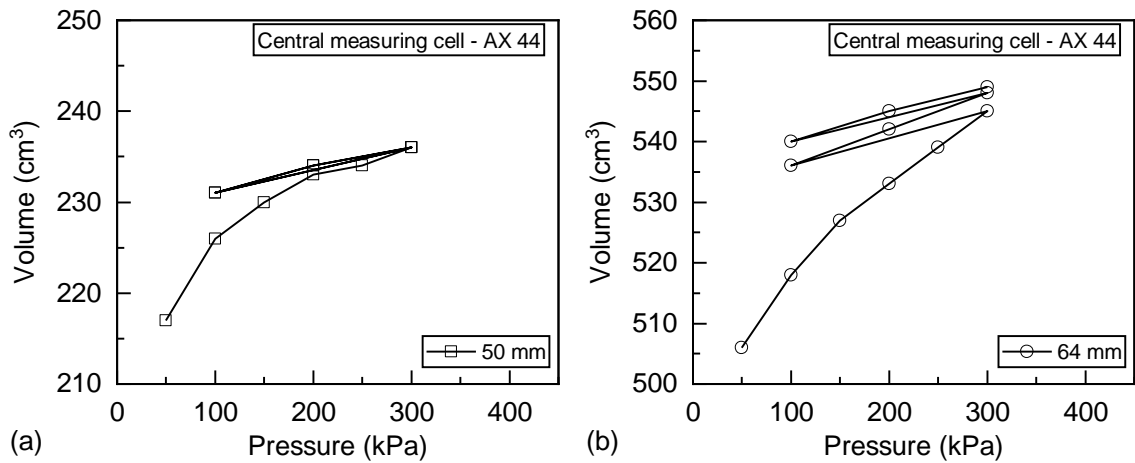 250
240
230
220
210
Volume (cm³)
Central measuring cell - AX 44
50 mm
0 100 200 300 400
Pressure (kPa)
(a)
560
550
540
530
520
510
500
Volume (cm³)
Central measuring cell - AX 44
64 mm
0 100 200 300 400
Pressure (kPa)
(b)